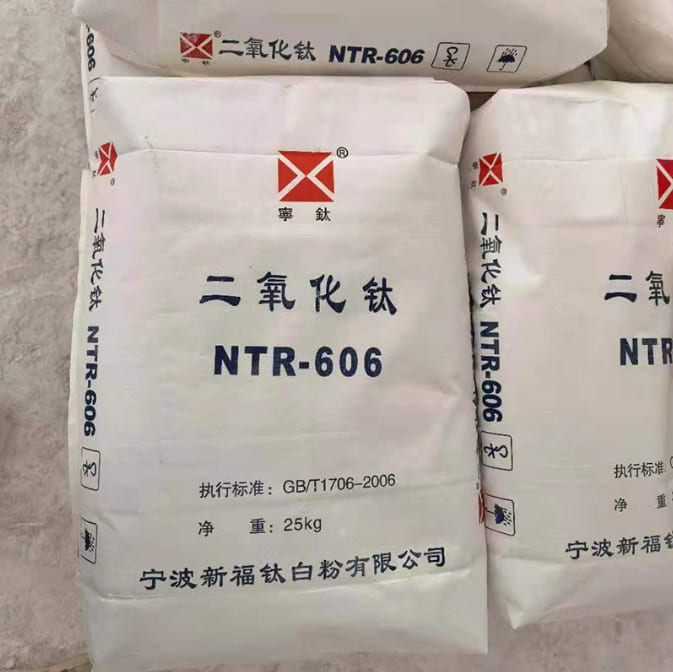 二氧化钛 NTR-606
®
寧鈦
二氧化钛
NTR-606
执行标准：GB/T1706-2006
净 重：25kg
宁波新福钛白粉有限公司
二氧化钛 NTR-606
二氧化钛 NTR-606
二氧
NTR
执行标准
净 重
宁波新福钛